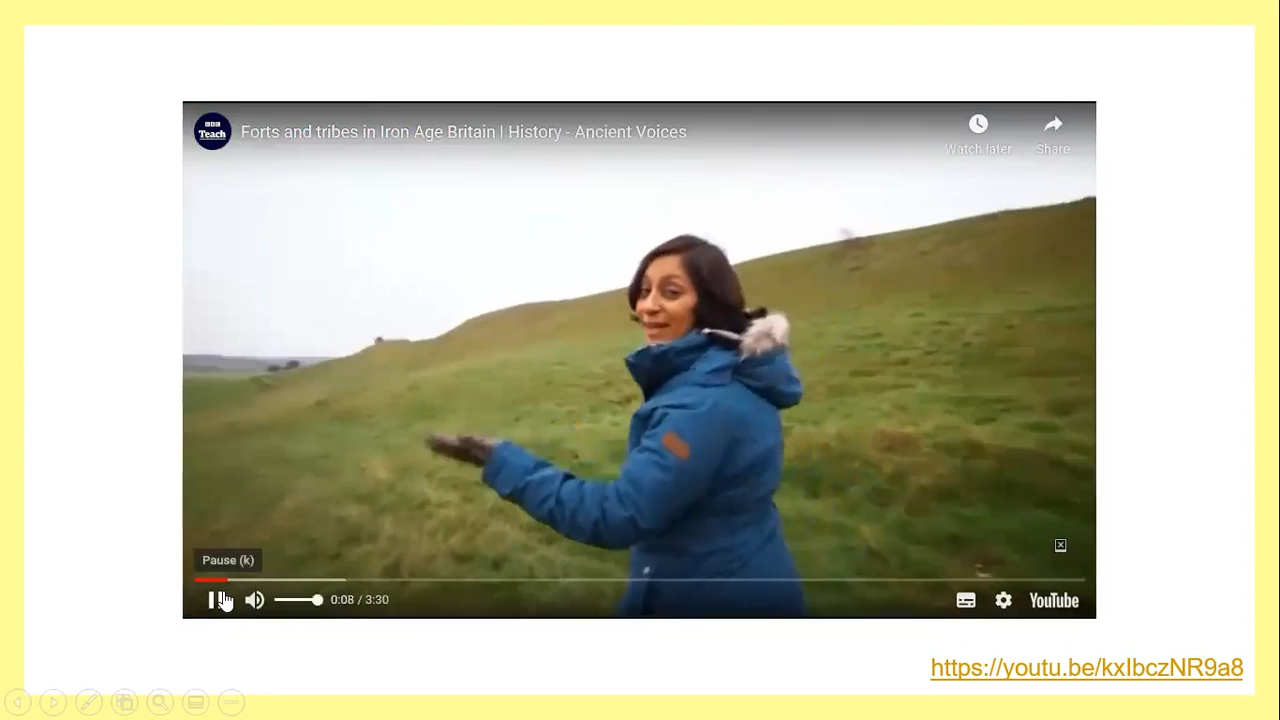 BBC
Teach
Forts and tribes in Iron Age Britain | History - Ancient Voices
Watch later
Share
Pause (k)
0:08 / 3:30
YouTube
https://youtu.be/kxIbczNR9a8